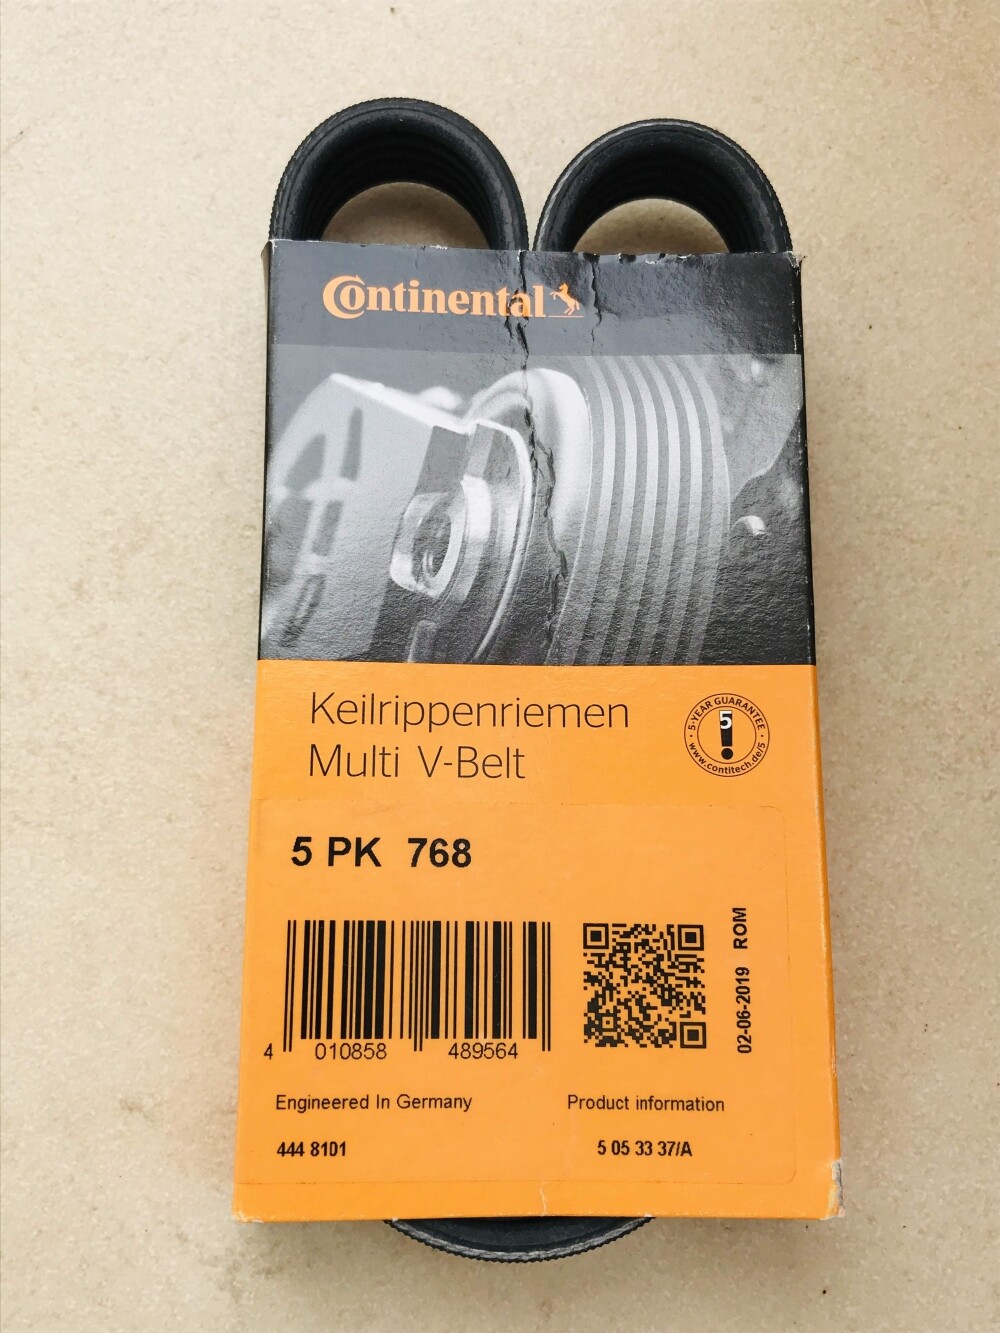 Continental
Keilrippenriemen
Multi V-Belt
5-YEAR GUARANTEE
5
www.contitech.de/5
5 PK 768
4 010858 489564
02-06-2019 ROM
Engineered In Germany
Product information
444 8101
5 05 33 37/A